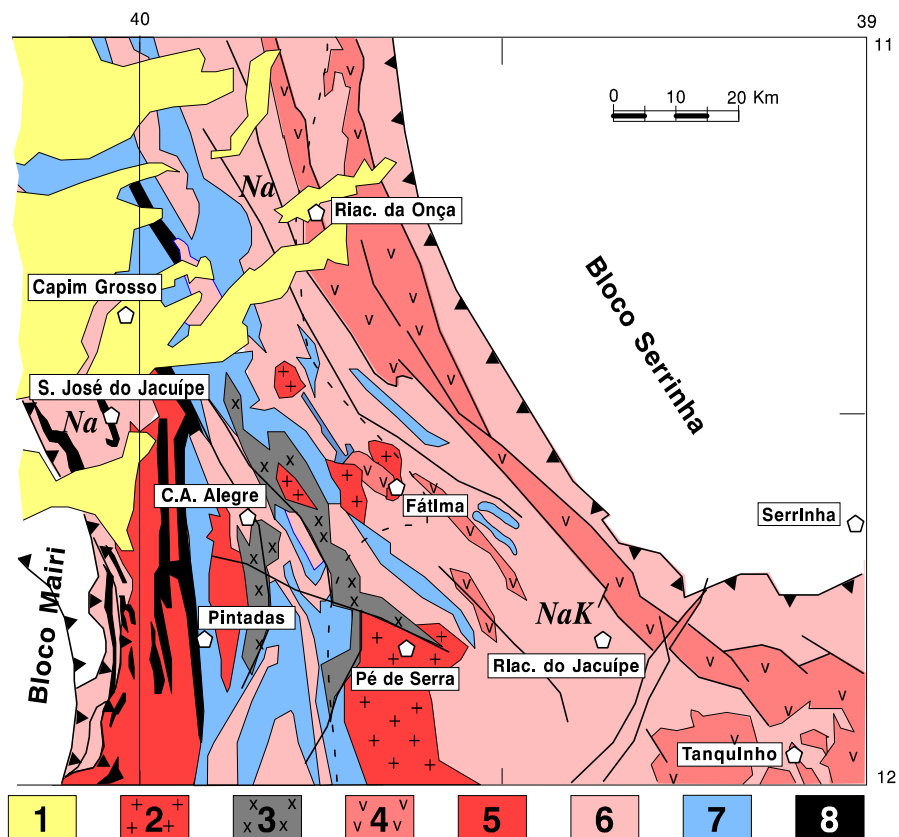 40
39
11
0 10 20 Km
Na
Riac. da Onça
Bloco Serrinha
Capim Grosso
S. José do Jacuípe
Na
C.A. Alegre
FátIma
SerrInha
Bloco Mairi
Pintadas
NaK
RIac. do Jacuípe
Pé de Serra
TanquInho
12
1 2 3 4 5 6 7 8